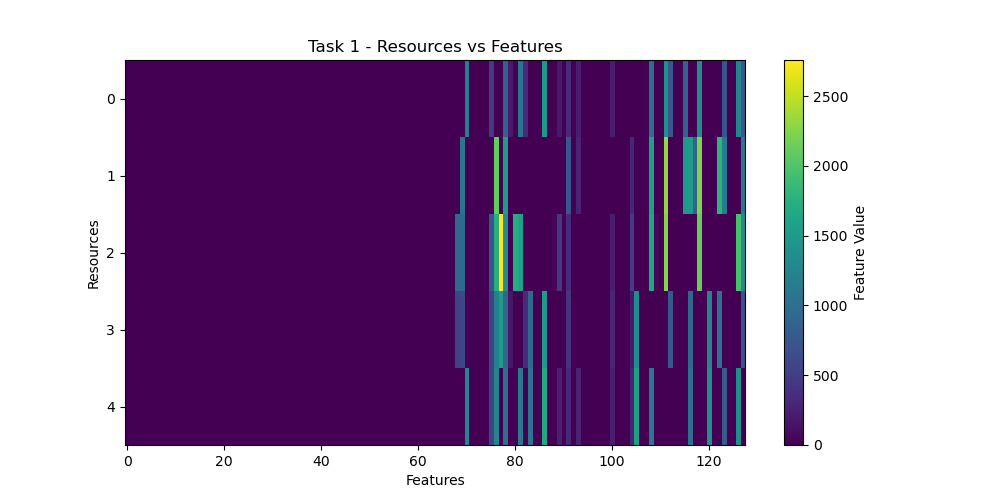 Task 1 - Resources vs Features
0
1
2
3
4
Resources
0 20 40 60 80 100 120
Features
2500
2000
1500
1000
500
0
Feature Value